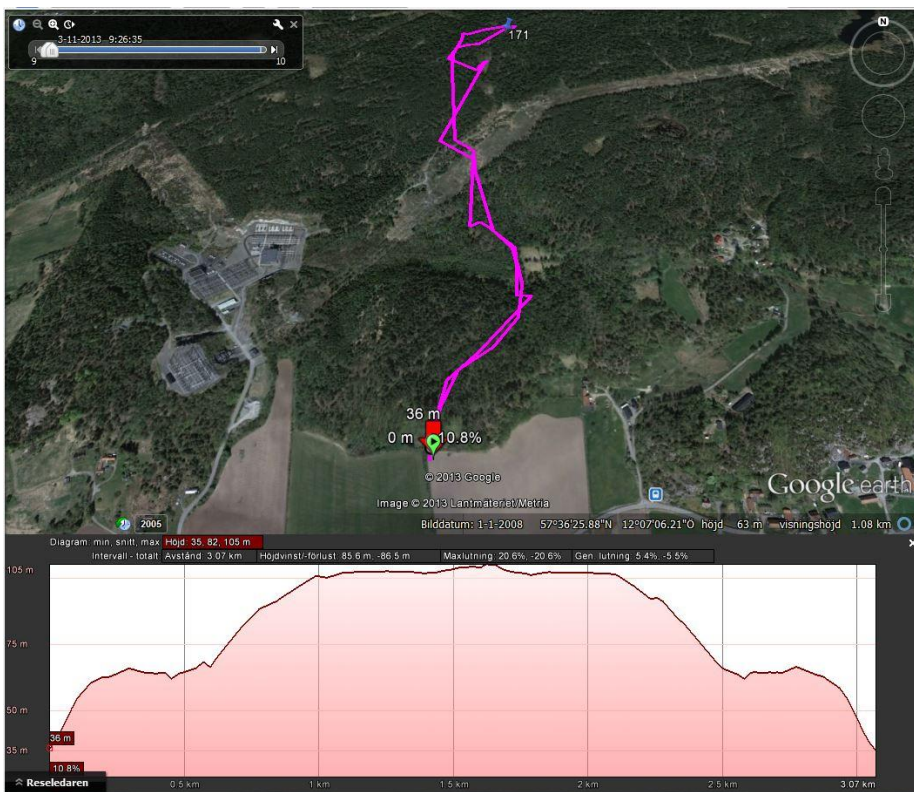 3-11-2013 9:26:35
9 10
N
171
36 m
0 m 10.8%
© 2013 Google
Image © 2013 Lantmäteriet/Metria
Google earth
2005
Bilddatum: 1-1-2008 57°36'25.88"N 12°07'06.21"Ö höjd 63 m visningshöjd 1.08 km
Diagram: min, snitt, max Höjd: 35, 82, 105 m
Intervall - totalt: Avstånd: 3.07 km Höjdvinst/-förlust: 85.6 m, -86.5 m Maxlutning: 20.6%, -20.6% Gen. lutning: 5.4%, -5.5%
105 m
75 m
50 m
36 m
35 m
10.8%
Reseledaren
0.5 km 1 km 1.5 km 2 km 2.5 km 3.07 km